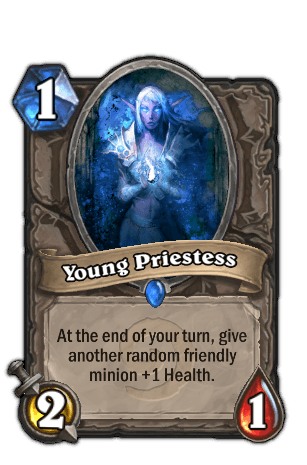 1
Young Priestess
At the end of your turn, give
another random friendly
minion +1 Health.
2
1